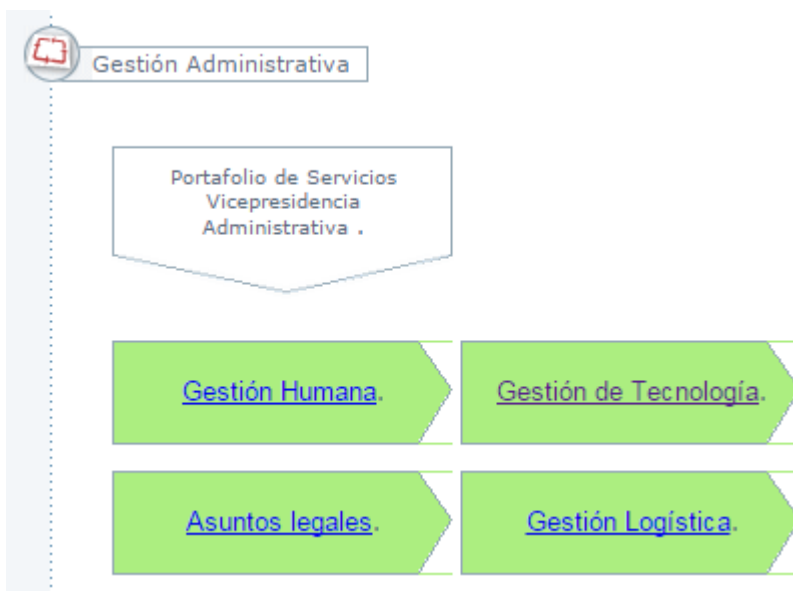 Gestión Administrativa
Portafolio de Servicios
Vicepresidencia
Administrativa .
Gestión Humana.
Gestión de Tecnología.
Asuntos legales.
Gestión Logística.